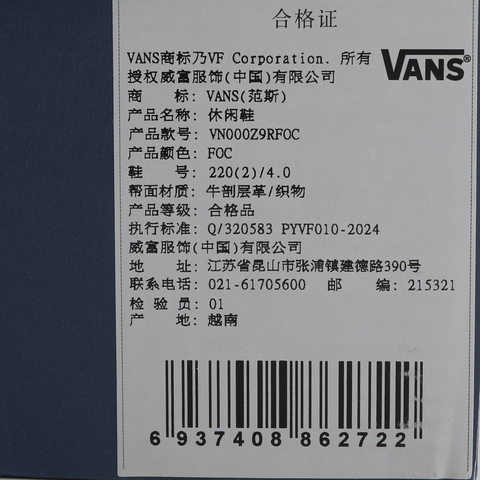 合格证
VANS商标乃VF Corporation. 所有
授权威富服饰(中国)有限公司
VANS®
商 标: VANS(范斯)
产品名称: 休闲鞋
产品款号: VN000Z9RFOC
产品颜色: FOC
鞋 号: 220(2)/4.0
帮面材质: 牛剖层革/织物
产品等级: 合格品
执行标准: Q/320583 PYVF010-2024
威富服饰(中国)有限公司
地 址: 江苏省昆山市张浦镇建德路390号
联系电话: 021-61705600 邮 编: 215321
检 验 员: 01
产 地: 越南
6 937408 862722